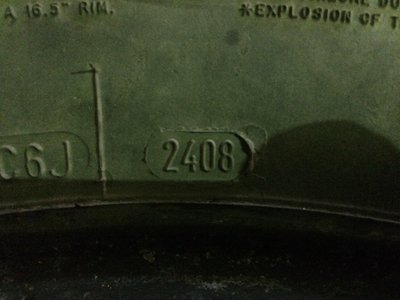 A 16.5" RIM.
*EXPLOSION OF T
C6J
2408